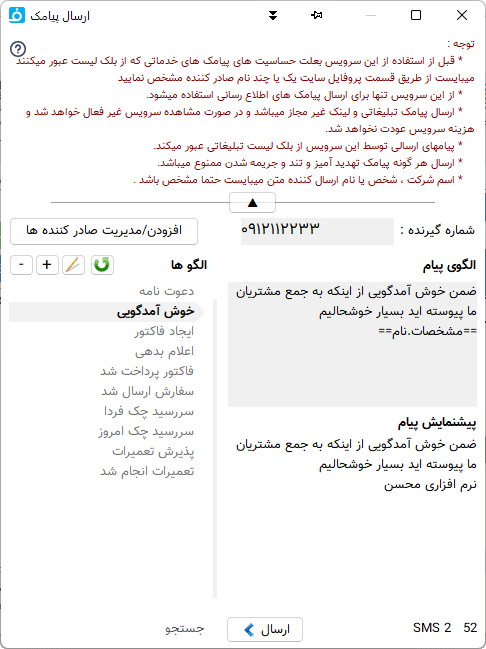 ارسال پیامک
توجه :
* قبل از استفاده از این سرویس بعلت حساسیت های پیامک های خدماتی که از بلک لیست عبور میکنند
میبایست از طریق قسمت پروفایل سایت یک یا چند نام صادر کننده مشخص نمایید
* از این سرویس تنها برای ارسال پیامک های اطلاع رسانی استفاده میشود.
* ارسال پیامک تبلیغاتی و لینک غیر مجاز میباشد و در صورت مشاهده سرویس غیر فعال خواهد شد و
هزینه سرویس عودت نخواهد شد.
* پیامهای ارسالی توسط این سرویس از بلک لیست تبلیغاتی عبور میکند.
* ارسال هر گونه پیامک تهدید آمیز و تند و جریمه شدن ممنوع میباشد.
* اسم شرکت ، شخص یا نام ارسال کننده متن میبایست حتما مشخص باشد .
شماره گیرنده : ۰۹۱۲۱۱۲۲۳۳
افزودن/مدیریت صادر کننده ها
الگوی پیام
ضمن خوش آمدگویی از اینکه به جمع مشتریان
ما پیوسته اید بسیار خوشحالیم
==مشخصات.نام==
پیشنمایش پیام
ضمن خوش آمدگویی از اینکه به جمع مشتریان
ما پیوسته اید بسیار خوشحالیم
نرم افزاری محسن
الگو ها
+
-
دعوت نامه
خوش آمدگویی
ایجاد فاکتور
اعلام بدهی
فاکتور پرداخت شد
سفارش ارسال شد
سررسید چک فردا
سررسید چک امروز
پذیرش تعمیرات
تعمیرات انجام شد
52 SMS 2
ارسال
جستجو